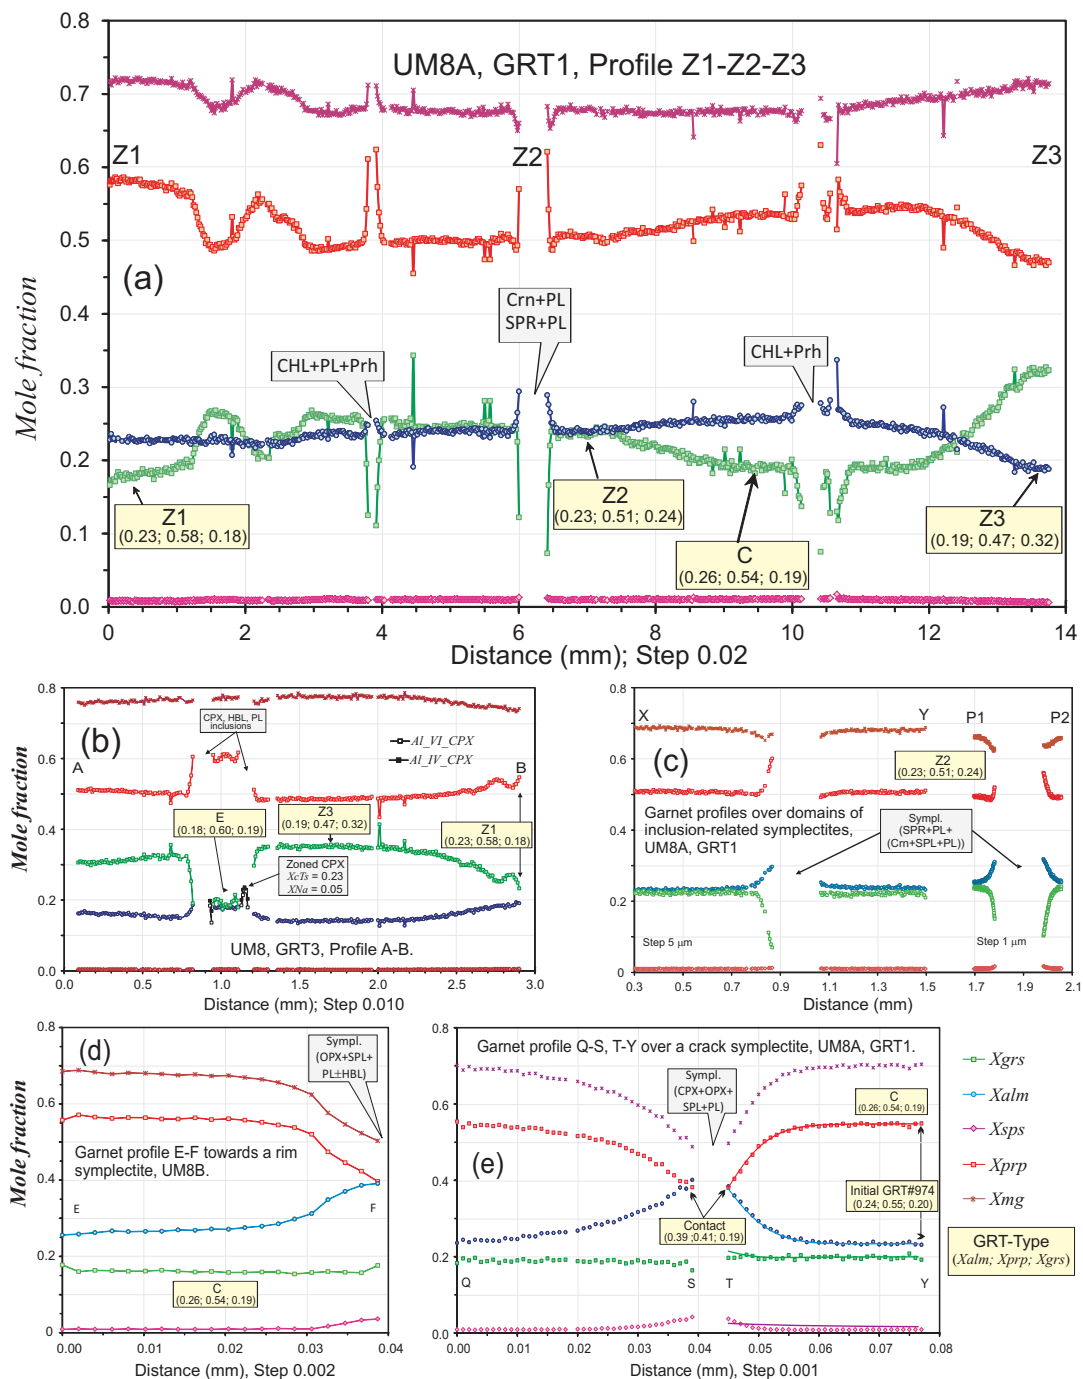 UM8A, GRT1, Profile Z1-Z2-Z3
0.8
0.7
0.6
0.5
0.4
0.3
0.2
0.1
0.0
Mole fraction
Z1
Z2
Z3
(a)
Crn+PL
SPR+PL
CHL+PL+Prh
CHL+Prh
Z1
(0.23; 0.58; 0.18)
Z2
(0.23; 0.51; 0.24)
C
(0.26; 0.54; 0.19)
Z3
(0.19; 0.47; 0.32)
0 2 4 6 8 10 12 14
Distance (mm); Step 0.02
0.8
0.6
0.4
0.2
0.0
Mole fraction
(b)
CPX, HBL, PL
inclusions
Al_VI_CPX
Al_IV_CPX
A
B
E
(0.18; 0.60; 0.19)
Z3
(0.19; 0.47; 0.32)
Z1
(0.23; 0.58; 0.18)
Zoned CPX
XcTs = 0.23
XNa = 0.05
UM8, GRT3, Profile A-B.
0.0 0.5 1.0 1.5 2.0 2.5 3.0
Distance (mm); Step 0.010
0.8
0.6
0.4
0.2
0
X
Y
P1
P2
(c)
Z2
(0.23; 0.51; 0.24)
Garnet profiles over domains of
inclusion-related symplectites,
UM8A, GRT1
Sympl.
(SPR+PL+
(Crn+SPL+PL))
Step 5 µm
Step 1 µm
0.3 0.6 0.9 1.2 1.5 1.8 2.1
Distance (mm)
0.8
0.6
0.4
0.2
0.0
Mole fraction
(d)
Sympl.
(OPX+SPL+
PL±HBL)
Garnet profile E-F towards a rim
symplectite, UM8B.
E
F
C
(0.26; 0.54; 0.19)
0.00 0.01 0.02 0.03 0.04
Distance (mm), Step 0.002
0.8
0.6
0.4
0.2
0.0
Garnet profile Q-S, T-Y over a crack symplectite, UM8A, GRT1.
(e)
Sympl.
(CPX+OPX+
SPL+PL)
C
(0.26; 0.54; 0.19)
Initial GRT#974
(0.24; 0.55; 0.20)
Contact
(0.39 ;0.41; 0.19)
Q
S
T
Y
0.00 0.01 0.02 0.03 0.04 0.05 0.06 0.07 0.08
Distance (mm), Step 0.001
Xgrs
Xalm
Xsps
Xprp
Xmg
GRT-Type
(Xalm; Xprp; Xgrs)